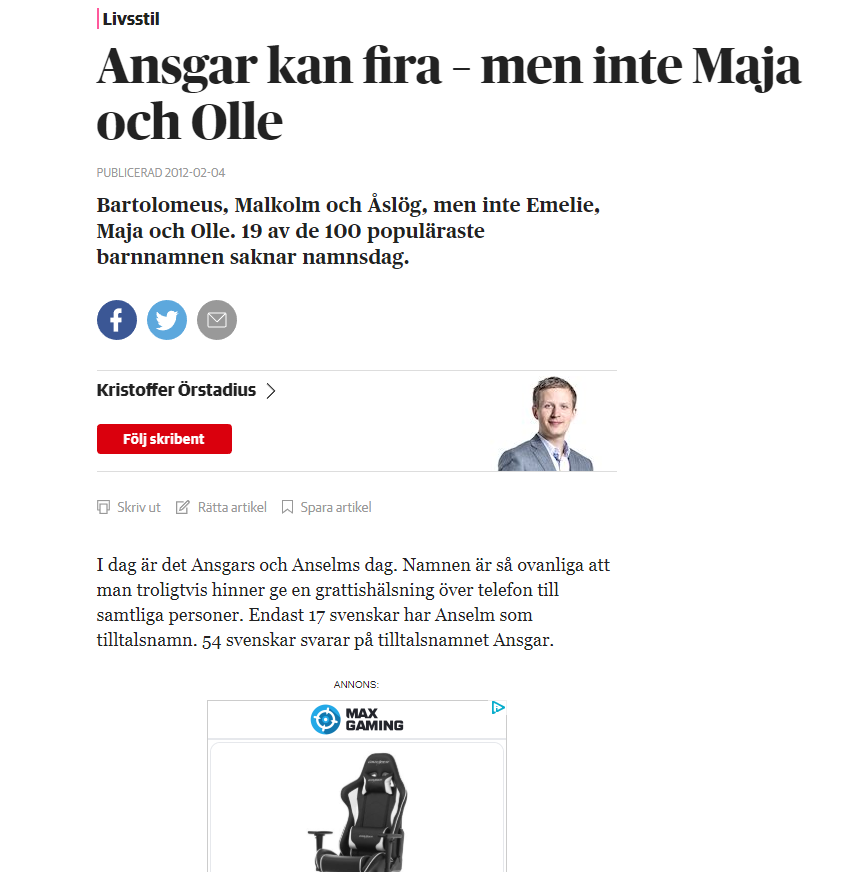 Livsstil
Ansgar kan fira – men inte Maja
och Olle
PUBLICERAD 2012-02-04
Bartolomeus, Malkolm och Åslög, men inte Emelie,
Maja och Olle. 19 av de 100 populäraste
barnnamnen saknar namnsdag.
Kristoffer Örstadius
Följ skribent
Skriv ut Rätta artikel Spara artikel
I dag är det Ansgars och Anselms dag. Namnen är så ovanliga att
man troligtvis hinner ge en grattishälsning över telefon till
samtliga personer. Endast 17 svenskar har Anselm som
tilltalsnamn. 54 svenskar svarar på tilltalsnamnet Ansgar.
ANNONS:
MAX
GAMING